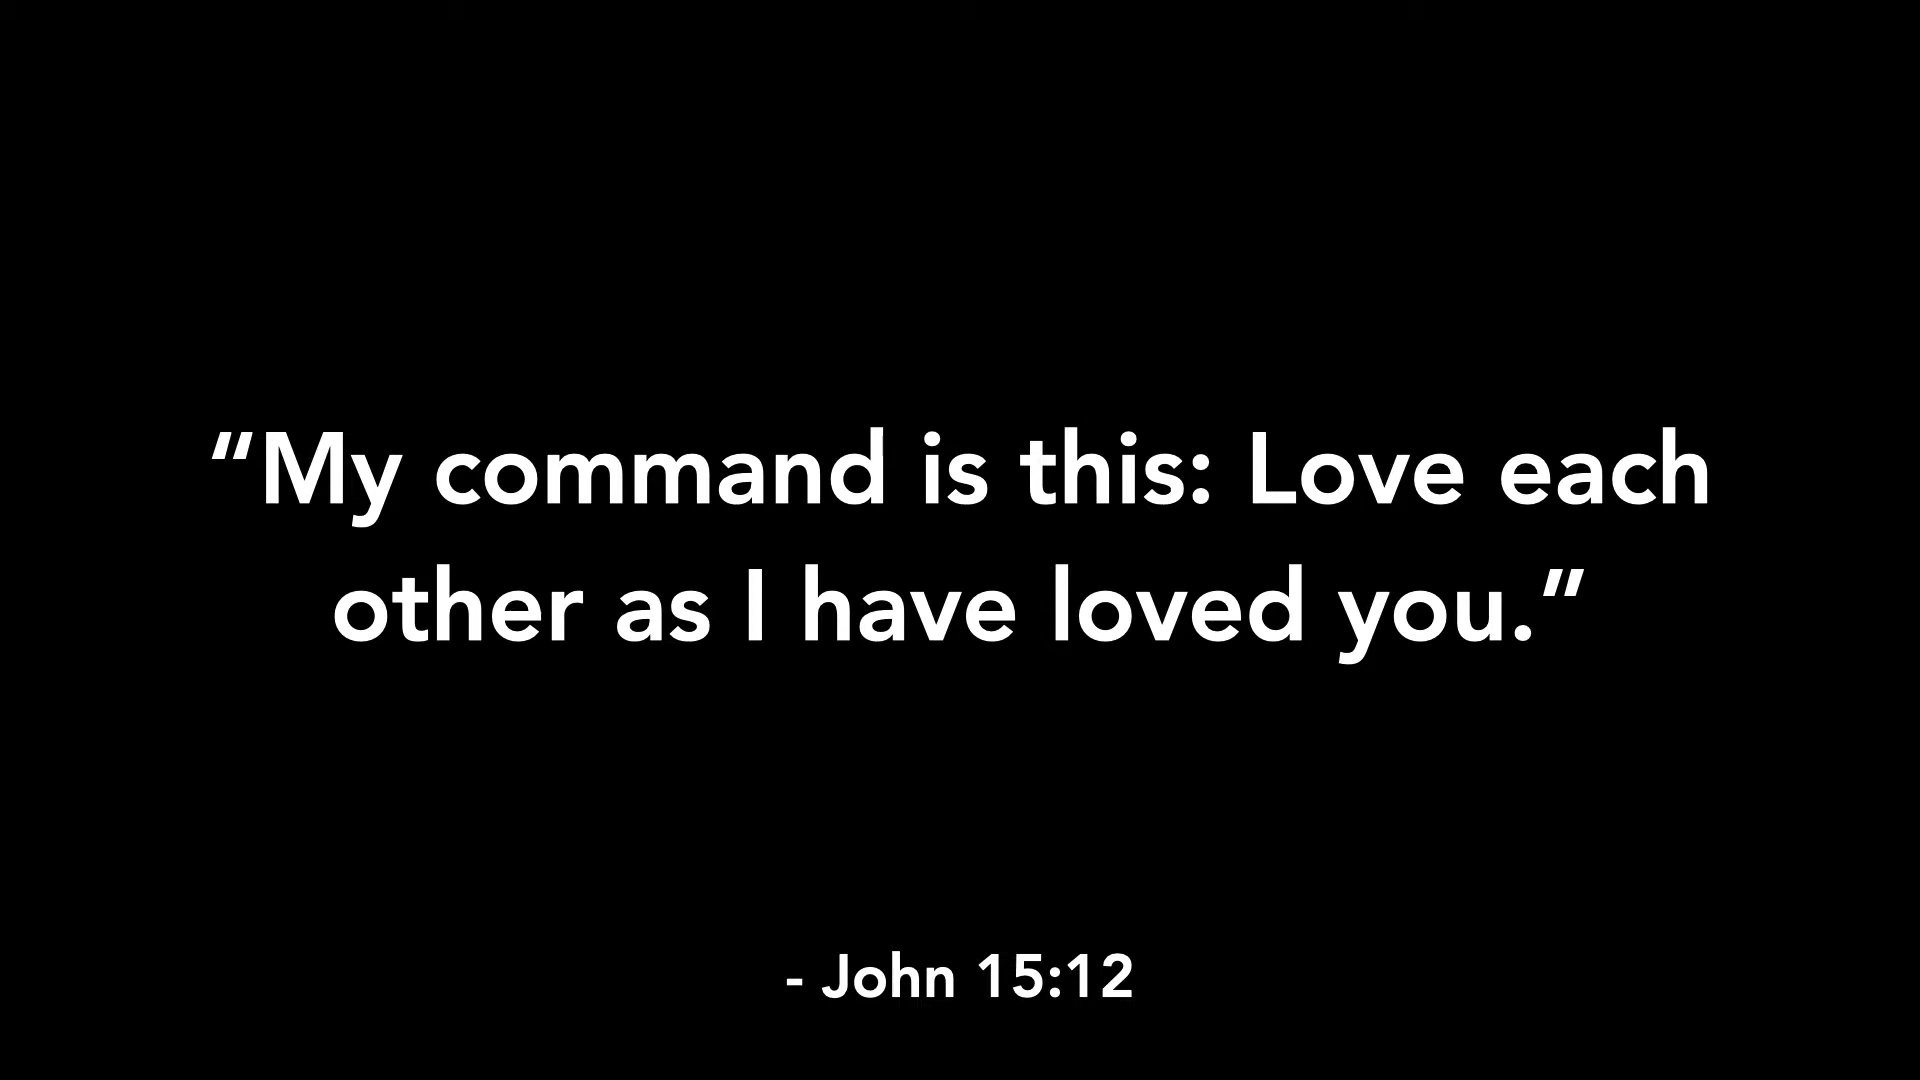 “My command is this: Love each
other as I have loved you.”
- John 15:12